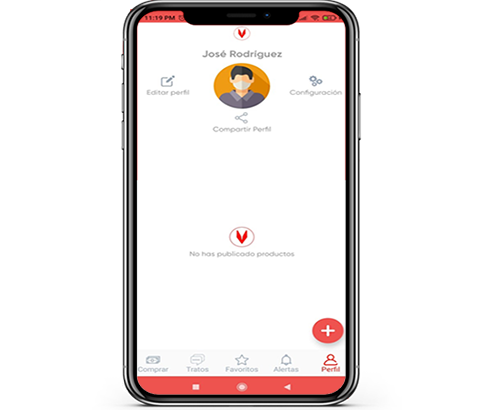 11:19 PM
José Rodríguez
Editar perfil
Configuración
Compartir Perfil
No has publicado productos
Comprar
Tratos
Favoritos
Alertas
Perfil